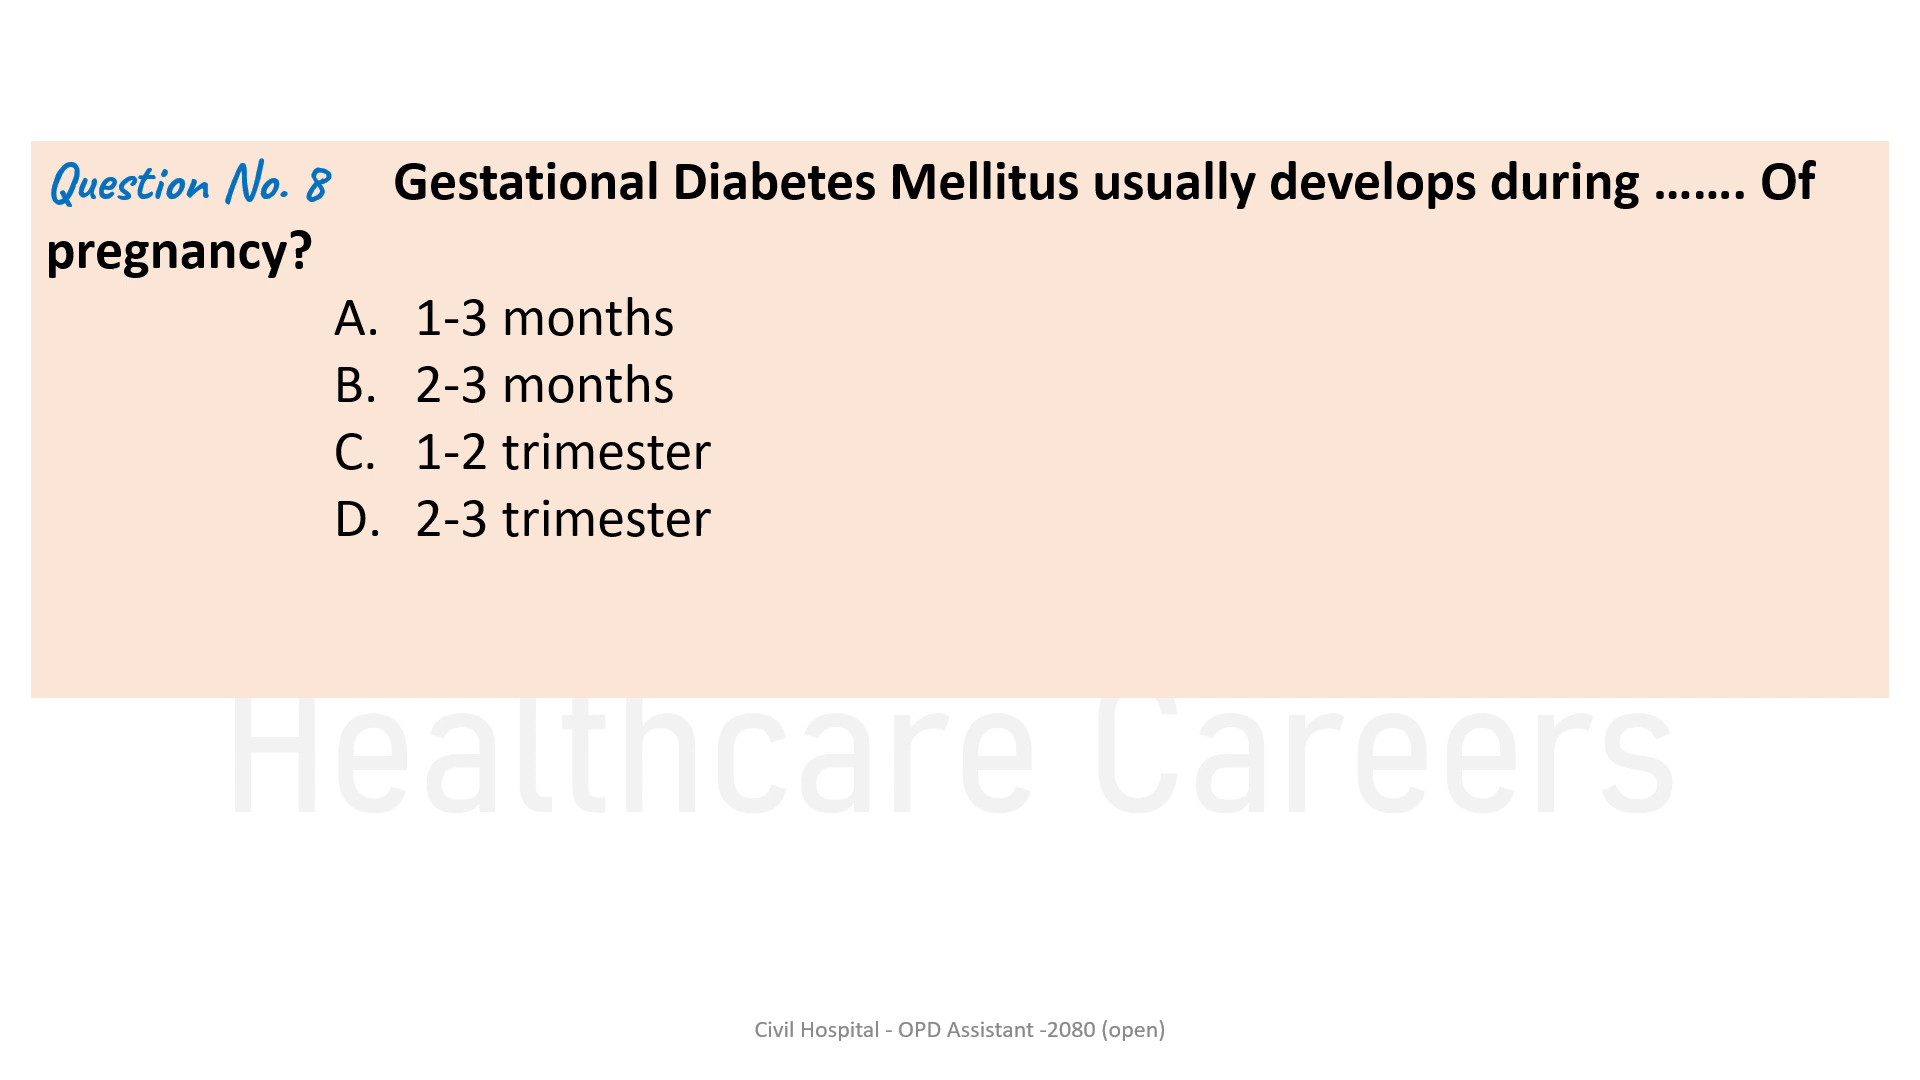 Question No. 8 Gestational Diabetes Mellitus usually develops during ....... Of
pregnancy?
A. 1-3 months
B. 2-3 months
C. 1-2 trimester
D. 2-3 trimester
Healthcare Careers
Civil Hospital - OPD Assistant -2080 (open)